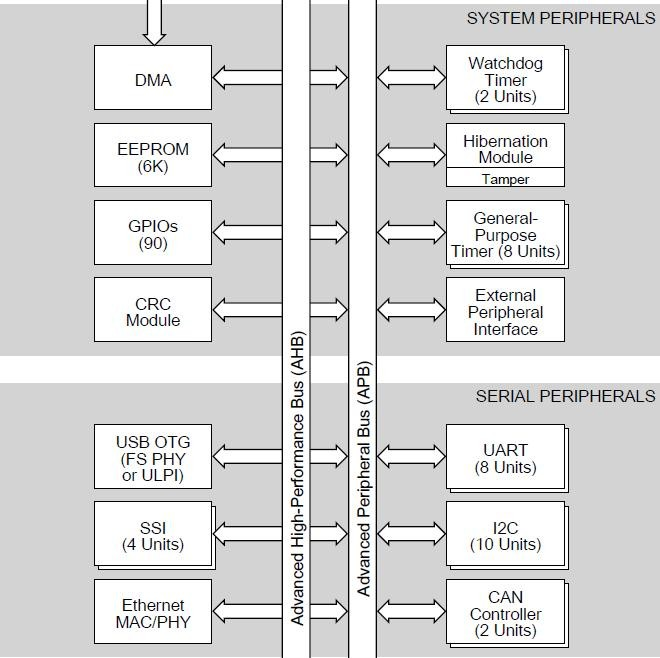 SYSTEM PERIPHERALS
DMA
Watchdog
Timer
(2 Units)
EEPROM
(6K)
Hibernation
Module
Tamper
GPIOs
(90)
General-
Purpose
Timer (8 Units)
CRC
Module
External
Peripheral
Interface
Advanced High-Performance Bus (AHB)
Advanced Peripheral Bus (APB)
SERIAL PERIPHERALS
USB OTG
(FS PHY
or ULPI)
UART
(8 Units)
SSI
(4 Units)
I2C
(10 Units)
Ethernet
MAC/PHY
CAN
Controller
(2 Units)